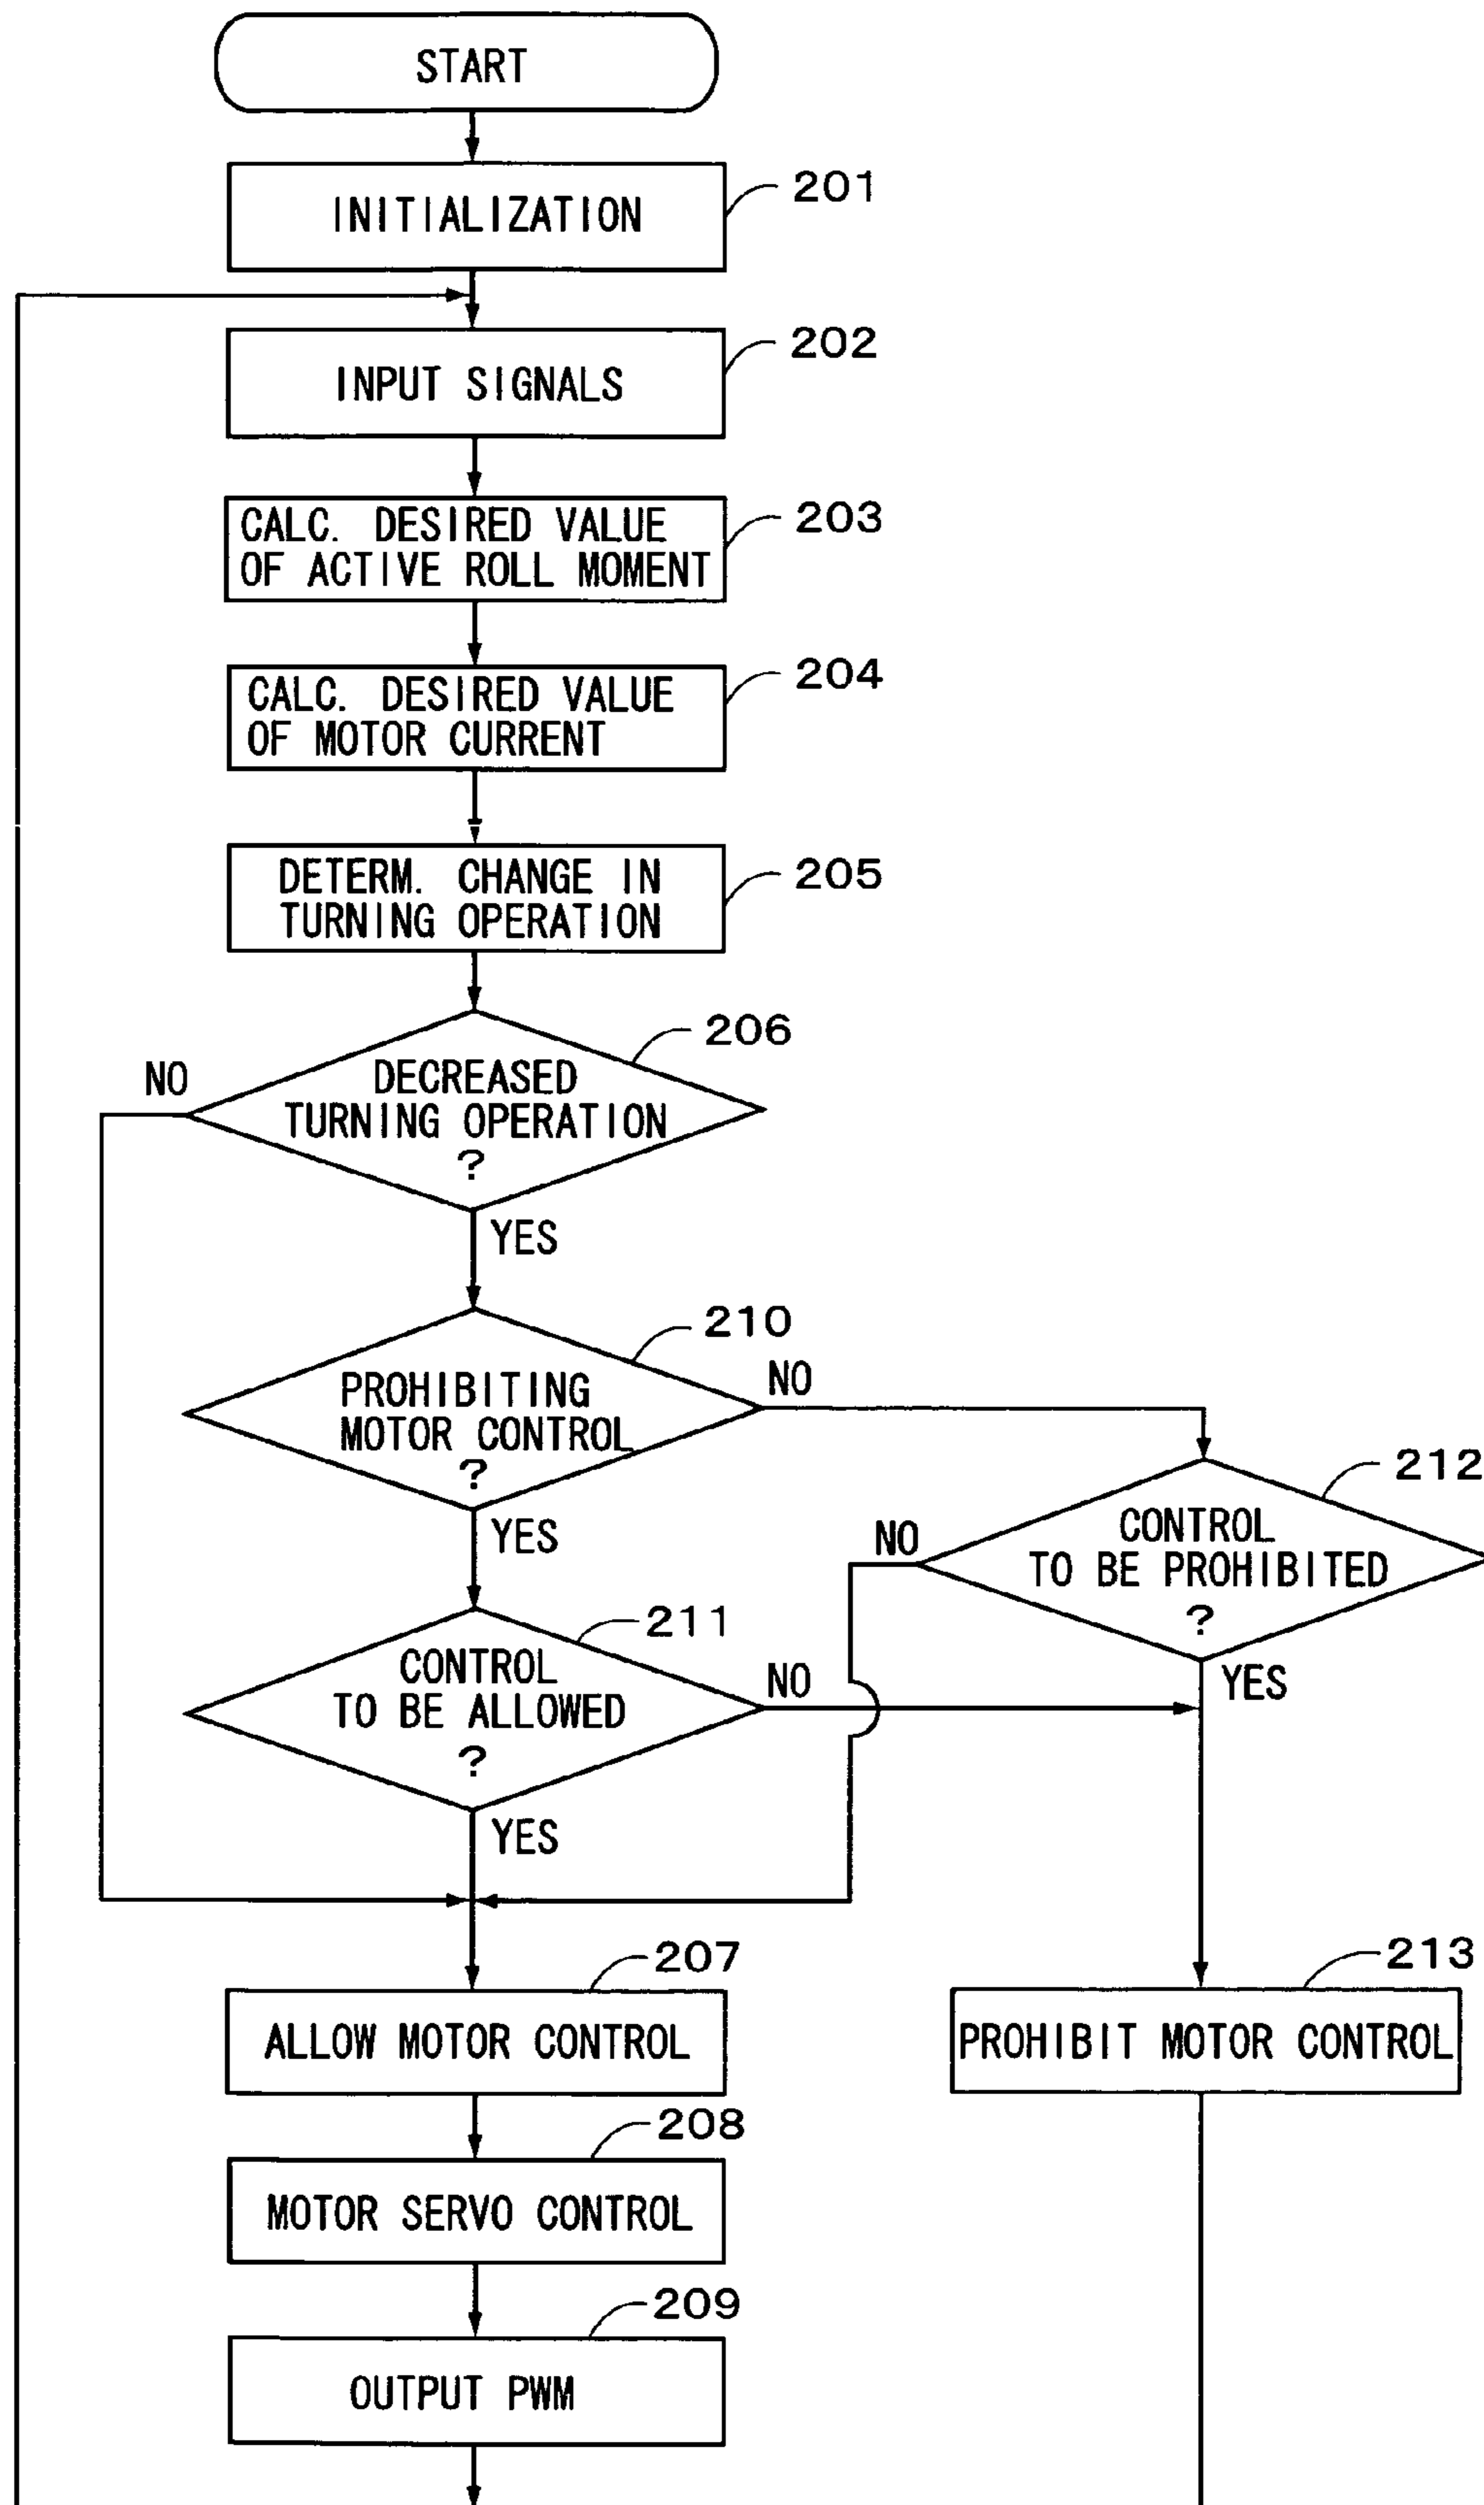 START
INITIALIZATION
201
INPUT SIGNALS
202
CALC. DESIRED VALUE
OF ACTIVE ROLL MOMENT
203
CALC. DESIRED VALUE
OF MOTOR CURRENT
204
DETERM. CHANGE IN
TURNING OPERATION
205
206
NO
DECREASED
TURNING OPERATION
?
YES
210
PROHIBITING
MOTOR CONTROL
?
NO
YES
212
CONTROL
TO BE PROHIBITED
?
NO
YES
211
CONTROL
TO BE ALLOWED
?
NO
YES
207
ALLOW MOTOR CONTROL
213
PROHIBIT MOTOR CONTROL
208
MOTOR SERVO CONTROL
209
OUTPUT PWM